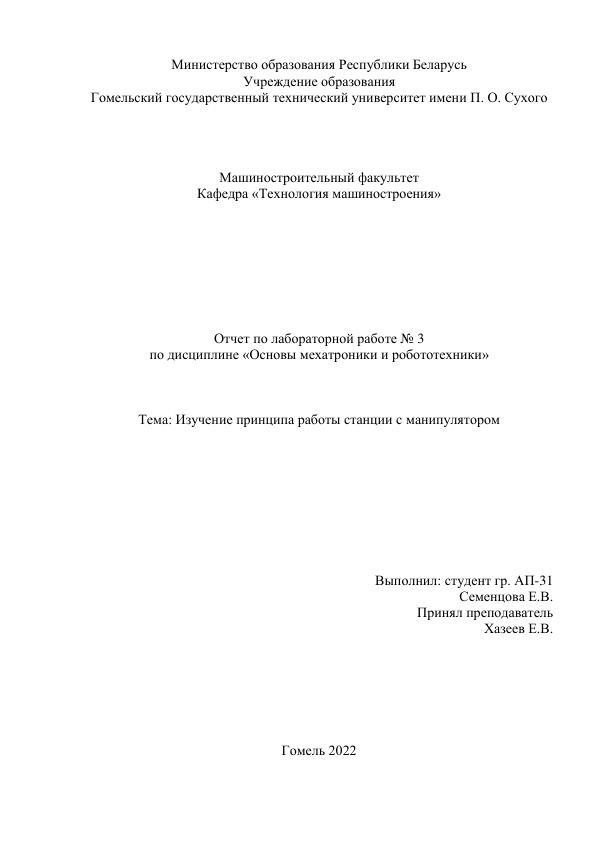 Министерство образования Республики Беларусь
Учреждение образования
Гомельский государственный технический университет имени П. О. Сухого
Машиностроительный факультет
Кафедра «Технология машиностроения»
Отчет по лабораторной работе № 3
по дисциплине «Основы мехатроники и робототехники»
Тема: Изучение принципа работы станции с манипулятором
Выполнил: студент гр. АП-31
Семенцова Е.В.
Принял преподаватель
Хазеев Е.В.
Гомель 2022